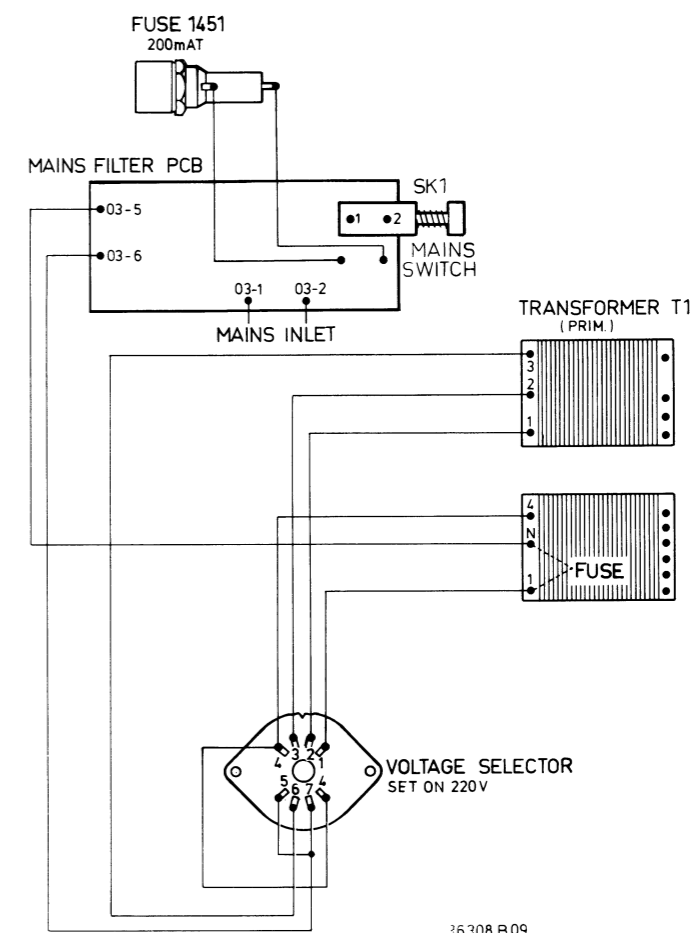 FUSE 1451
200mAT
MAINS FILTER PCB
SK1
03-5
1 2
03-6
MAINS
SWITCH
03-1 03-2
MAINS INLET
TRANSFORMER T1
(PRIM.)
3
2
1
4
N
FUSE
1
4 3 2 1
5 6 7 4
VOLTAGE SELECTOR
SET ON 220V
36308 B 09